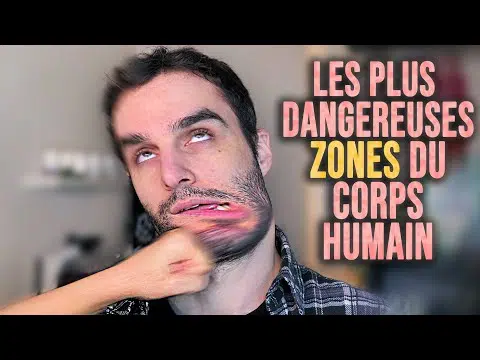 LES PLUS
DANGEREUSES
ZONES DU
CORPS
HUMAIN